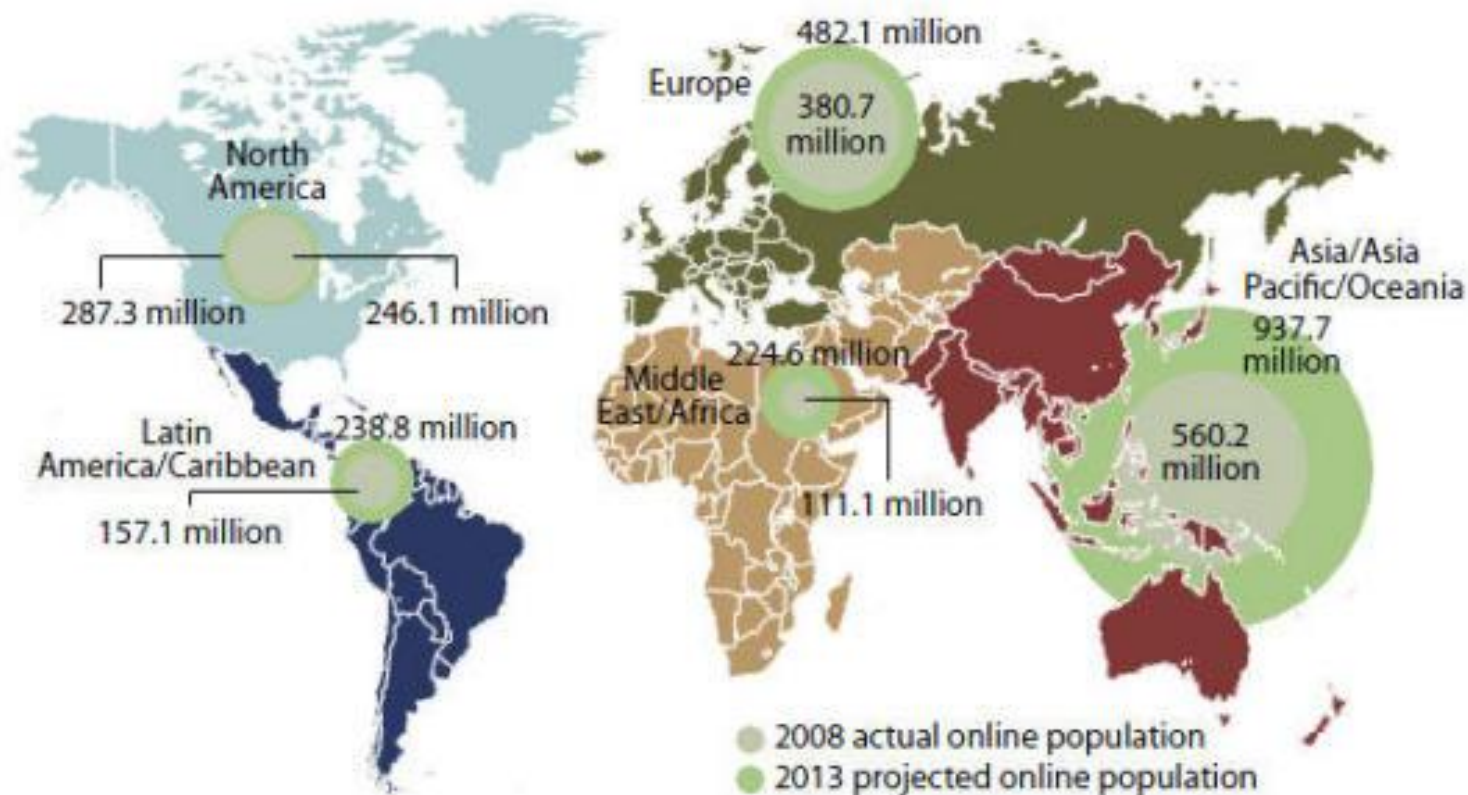 482.1 million
Europe
380.7
million
North
America
287.3 million
246.1 million
Asia/Asia
Pacific/Oceania
937.7
million
224.6 million
Middle
East/Africa
560.2
million
111.1 million
238.8 million
Latin
America/Caribbean
157.1 million
2008 actual online population
2013 projected online population